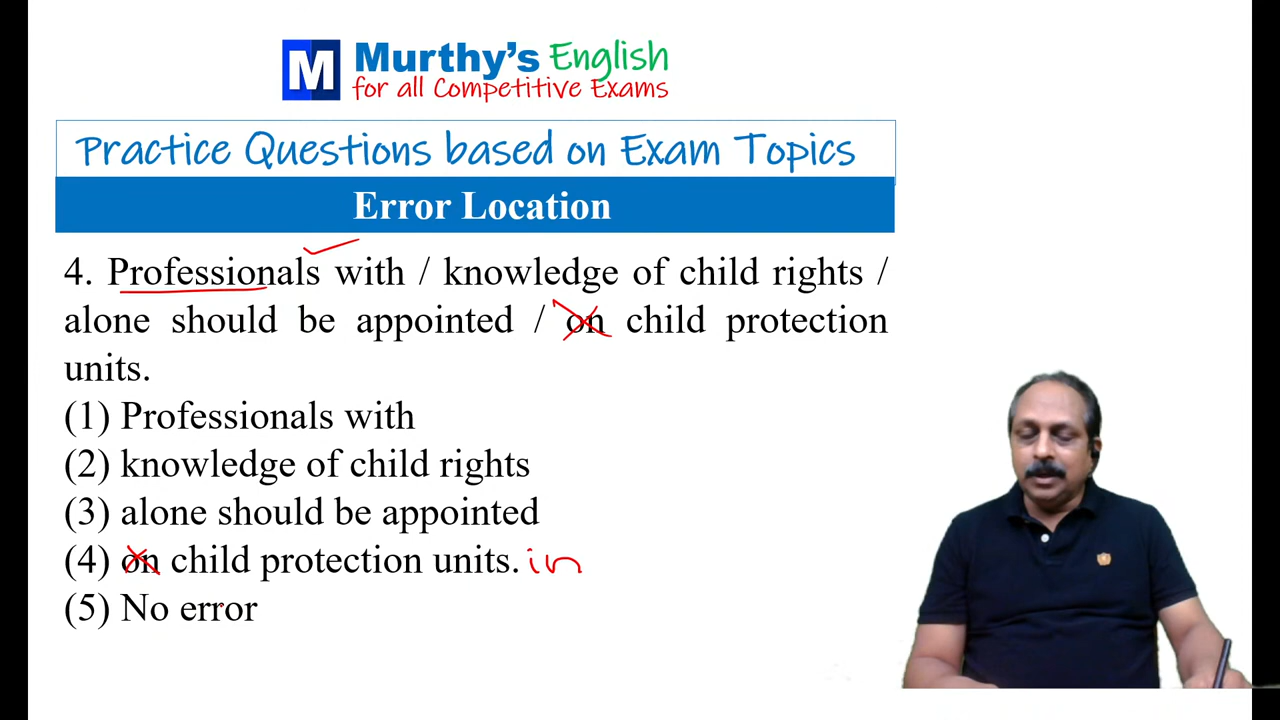 M Murthy's English
for all Competitive Exams
Practice Questions based on Exam Topics
Error Location
4. Professionals with / knowledge of child rights /
alone should be appointed / on child protection
units.
(1) Professionals with
(2) knowledge of child rights
(3) alone should be appointed
(4) on child protection units. in
(5) No error